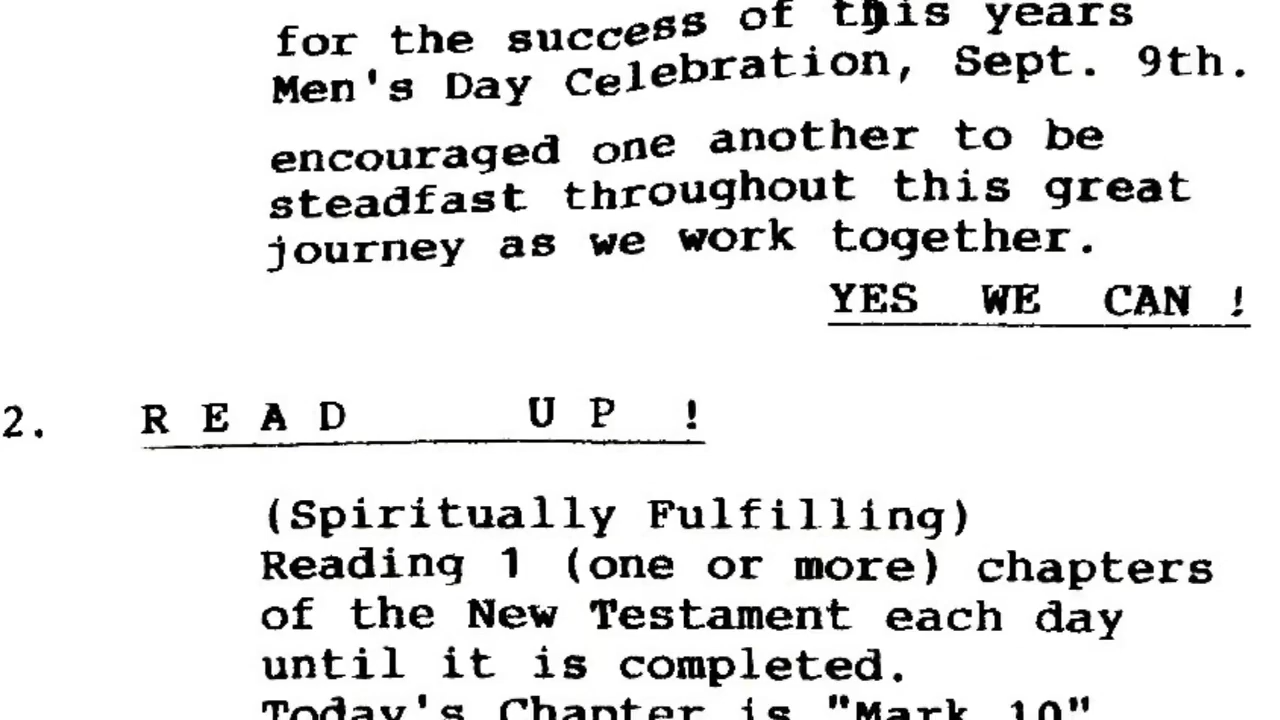 for the success of this years
Men's Day Celebration, Sept. 9th.
encouraged one another to be
steadfast throughout this great
journey as we work together.
YES WE CAN !
2. R E A D U P !
(Spiritually Fulfilling)
Reading 1 (one or more) chapters
of the New Testament each day
until it is completed.
Today's Chapter is "Mark 10"